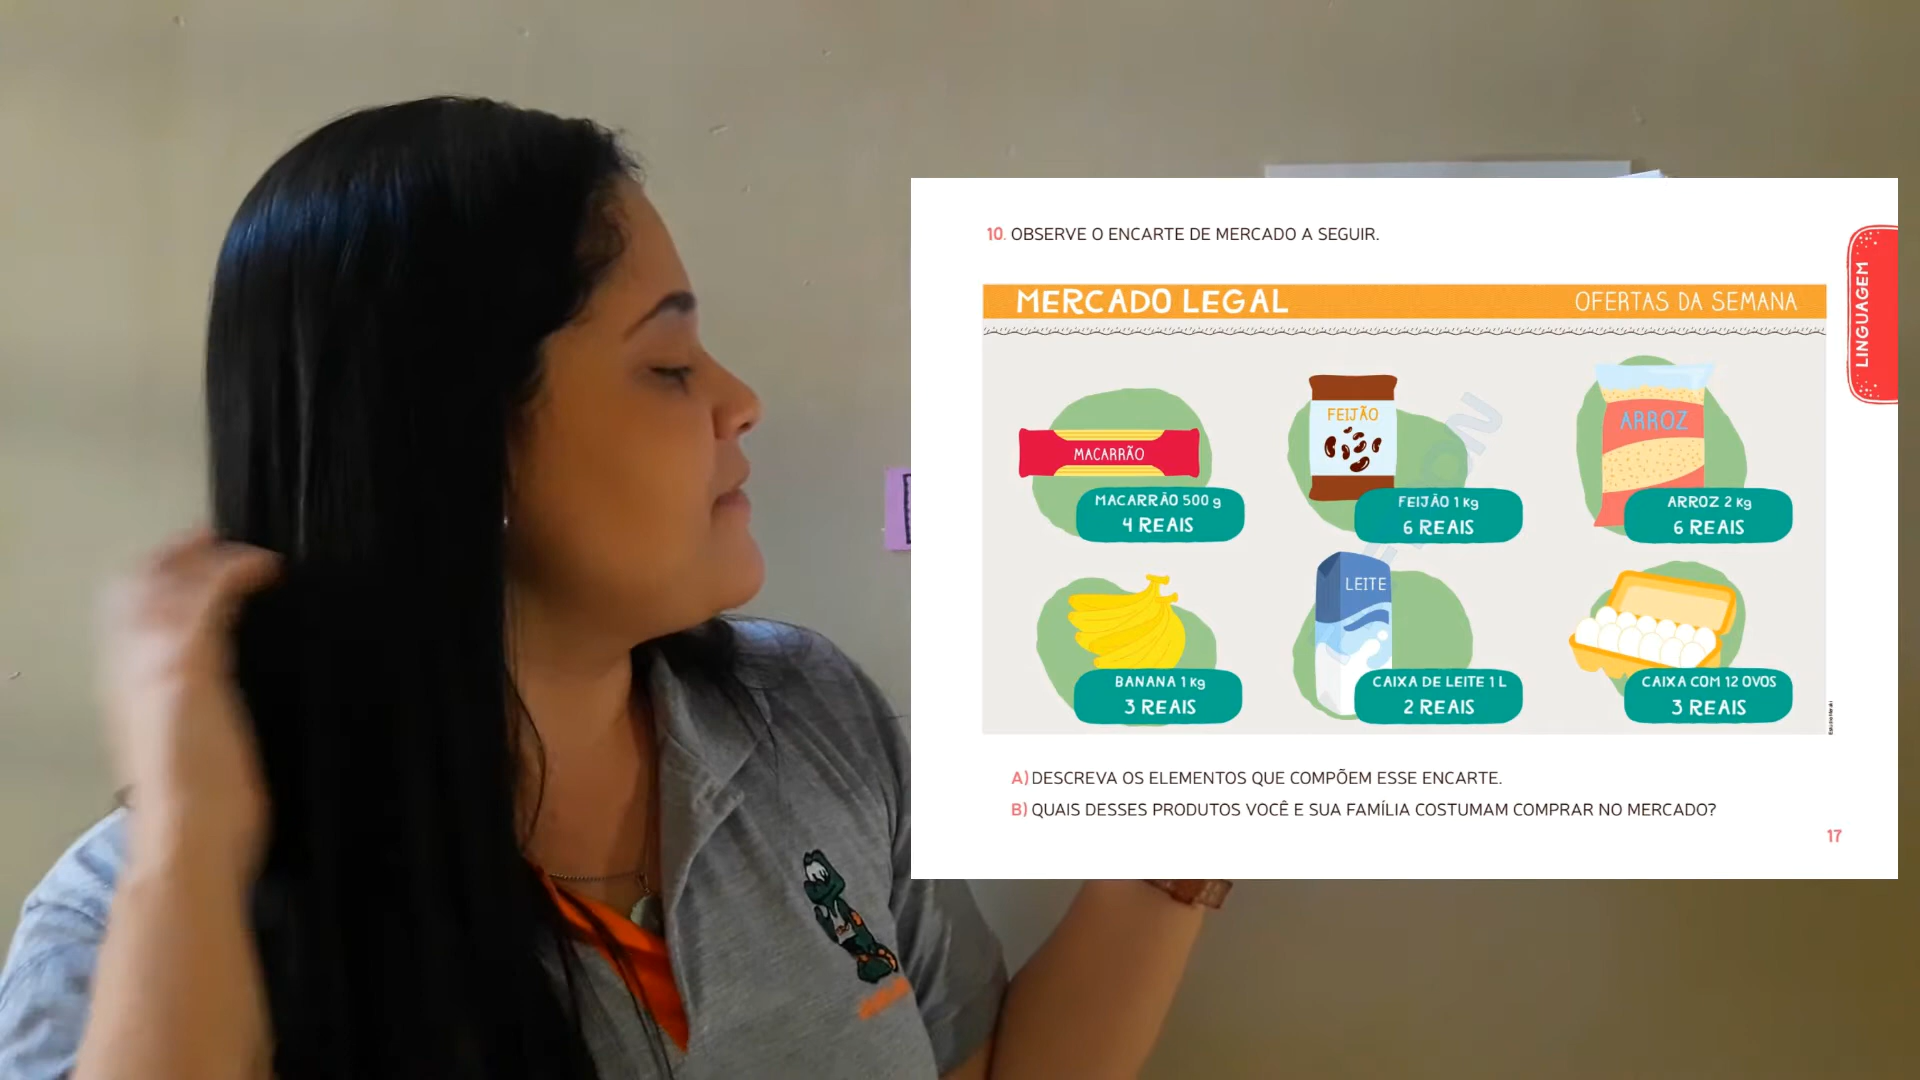 10. OBSERVE O ENCARTE DE MERCADO A SEGUIR.
MERCADO LEGAL
OFERTAS DA SEMANA
LINGUAGEM
MACARRÃO
MACARRÃO 500 g
4 REAIS
FEIJÃO
FEIJÃO 1 kg
6 REAIS
ARROZ
ARROZ 2 kg
6 REAIS
BANANA 1 kg
3 REAIS
LEITE
CAIXA DE LEITE 1 L
2 REAIS
CAIXA COM 12 OVOS
3 REAIS
A) DESCREVA OS ELEMENTOS QUE COMPÕEM ESSE ENCARTE.
B) QUAIS DESSES PRODUTOS VOCÊ E SUA FAMÍLIA COSTUMAM COMPRAR NO MERCADO?
17